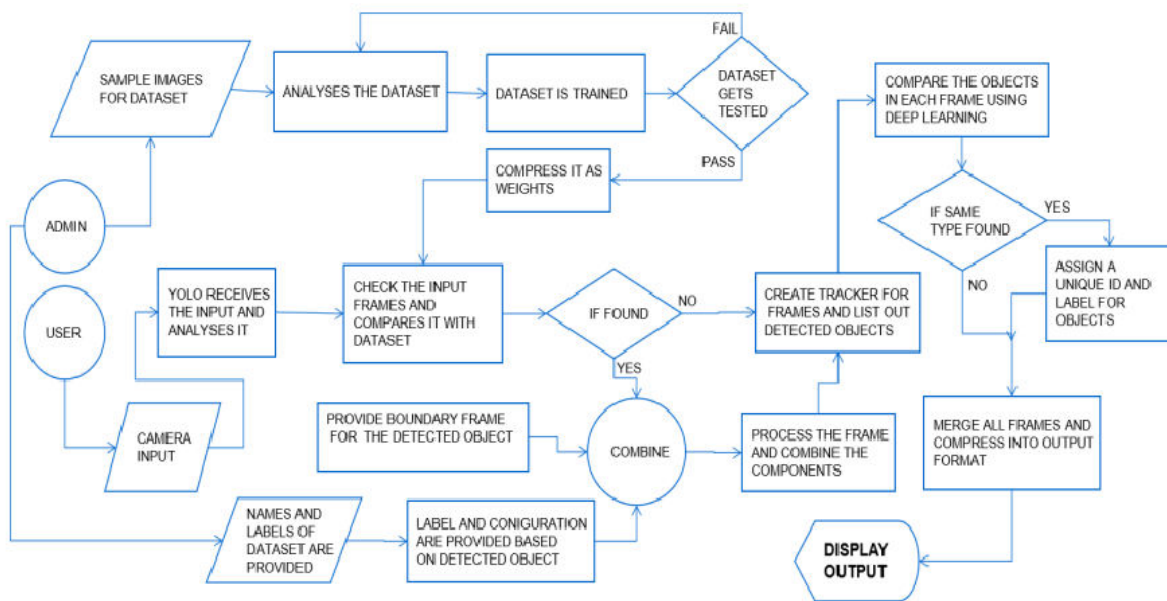 FAIL
SAMPLE IMAGES
FOR DATASET
ANALYSES THE DATASET
DATASET IS TRAINED
DATASET
GETS
TESTED
COMPARE THE OBJECTS
IN EACH FRAME USING
DEEP LEARNING
PASS
COMPRESS IT AS
WEIGHTS
ADMIN
IF SAME
TYPE FOUND
YES
NO
ASSIGN A
UNIQUE ID AND
LABEL FOR
OBJECTS
USER
YOLO RECEIVES
THE INPUT AND
ANALYSES IT
CHECK THE INPUT
FRAMES AND
COMPARES IT WITH
DATASET
IF FOUND
NO
YES
CREATE TRACKER FOR
FRAMES AND LIST OUT
DETECTED OBJECTS
CAMERA
INPUT
PROVIDE BOUNDARY FRAME
FOR THE DETECTED OBJECT
COMBINE
PROCESS THE FRAME
AND COMBINE THE
COMPONENTS
MERGE ALL FRAMES AND
COMPRESS INTO OUTPUT
FORMAT
NAMES AND
LABELS OF
DATASET ARE
PROVIDED
LABEL AND CONIGURATION
ARE PROVIDED BASED
ON DETECTED OBJECT
DISPLAY
OUTPUT